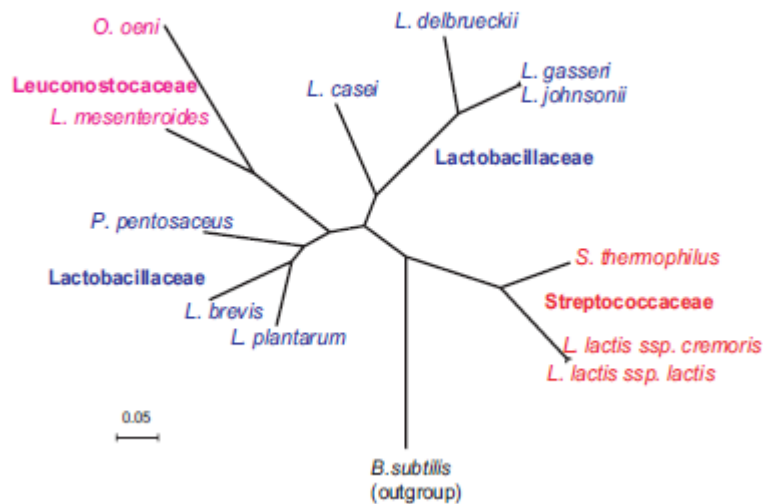 O. oeni
L. delbrueckii
Leuconostocaceae
L. casei
L. gasseri
L. johnsonii
L. mesenteroides
Lactobacillaceae
P. pentosaceus
S. thermophilus
Lactobacillaceae
Streptococcaceae
L. brevis
L. plantarum
L. lactis ssp. cremoris
L. lactis ssp. lactis
0.05
B.subtilis
(outgroup)